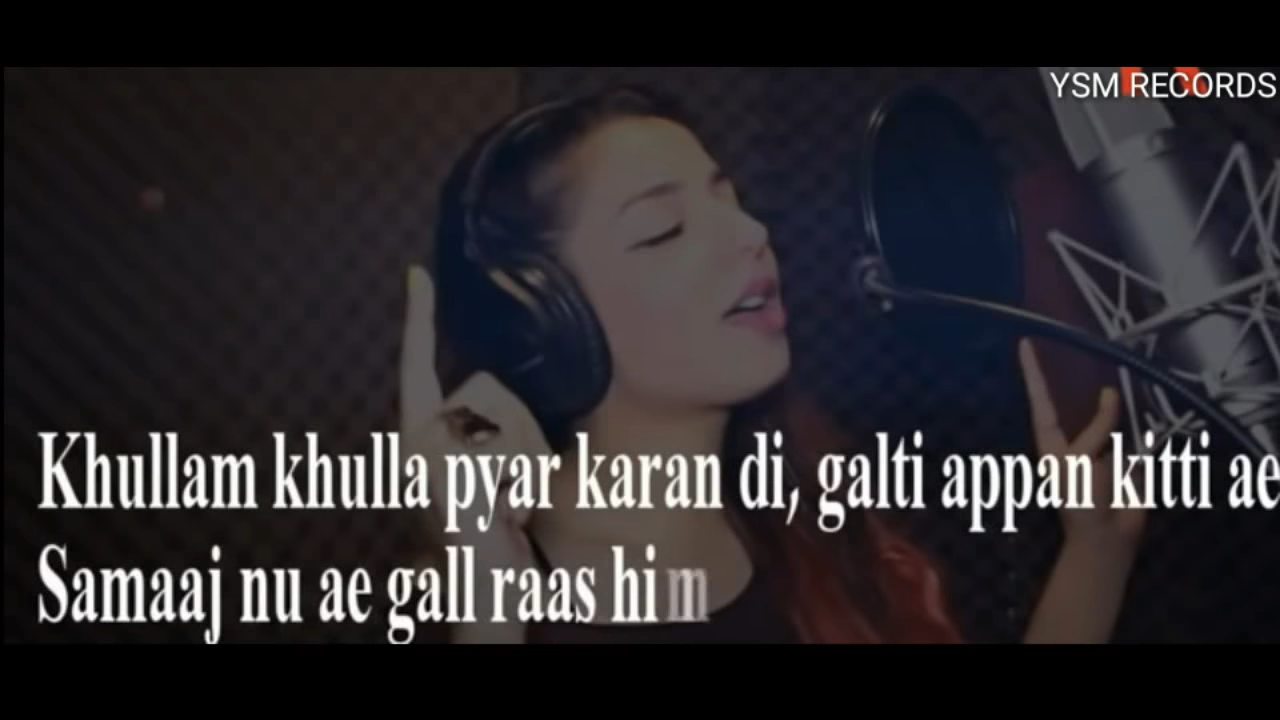 YSM RECORDS
Khullam khulla pyar karan di, galti appan kitti ae
Samaaj nu ae gall raas hi m